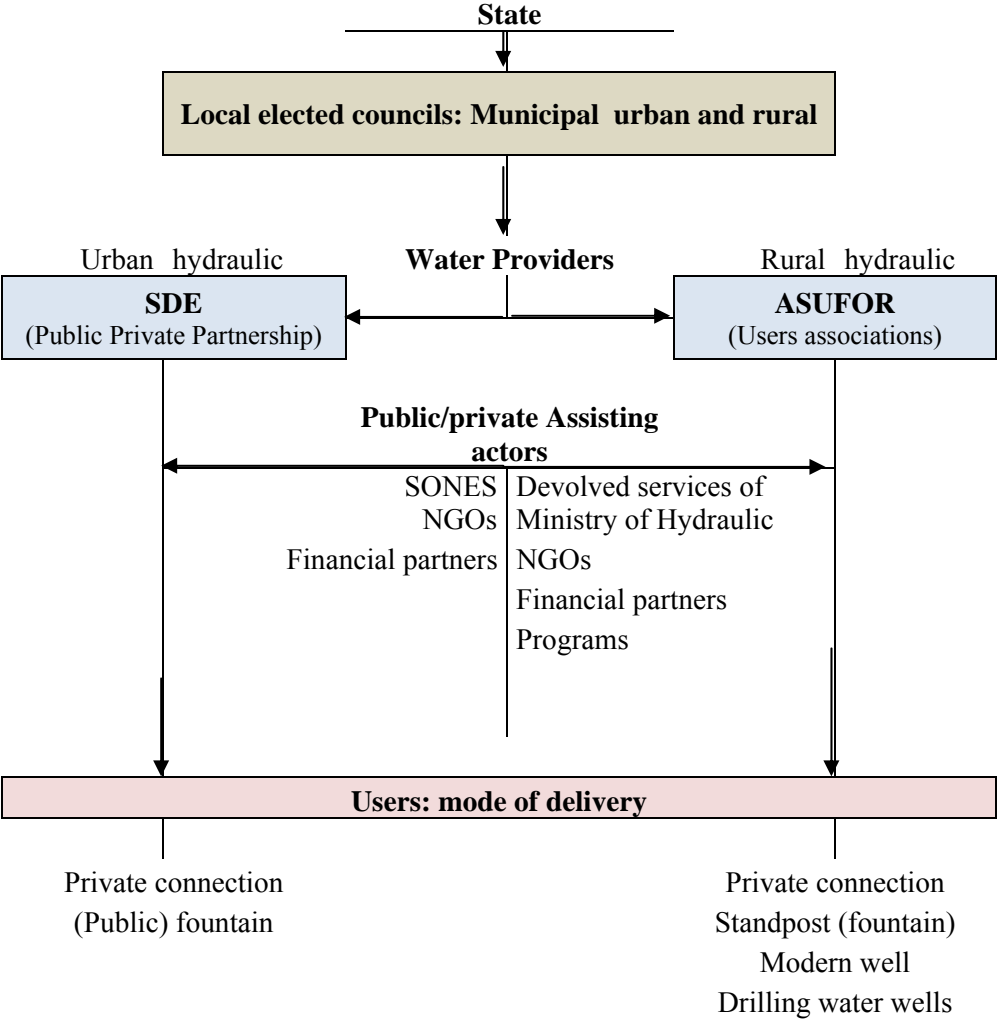 State
Local elected councils: Municipal urban and rural
Urban hydraulic
Water Providers
Rural hydraulic
SDE
(Public Private Partnership)
ASUFOR
(Users associations)
Public/private Assisting
actors
SONES
NGOs
Financial partners
Devolved services of
Ministry of Hydraulic
NGOs
Financial partners
Programs
Users: mode of delivery
Private connection
(Public) fountain
Private connection
Standpost (fountain)
Modern well
Drilling water wells